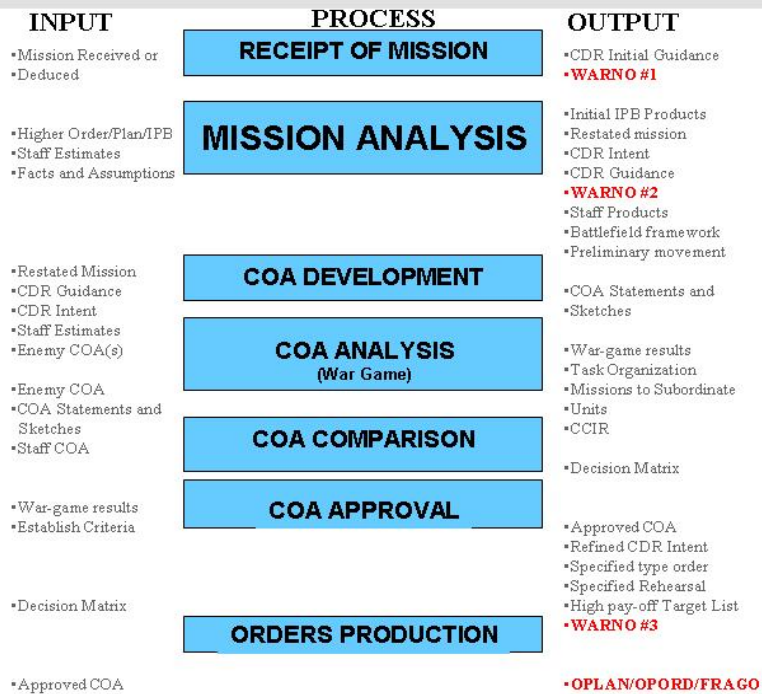 INPUT
PROCESS
OUTPUT
▪Mission Received or
▪Deduced
RECEIPT OF MISSION
▪CDR Initial Guidance
▪WARNO #1
▪Higher Order/Plan/IPB
▪Staff Estimates
▪Facts and Assumptions
MISSION ANALYSIS
▪Initial IPB Products
▪Restated mission
▪CDR Intent
▪CDR Guidance
▪WARNO #2
▪Staff Products
▪Battlefield framework
▪Preliminary movement
▪Restated Mission
▪CDR Guidance
▪CDR Intent
▪Staff Estimates
▪Enemy COA(s)
COA DEVELOPMENT
▪COA Statements and
▪Sketches
▪Enemy COA
▪COA Statements and
Sketches
▪Staff COA
COA ANALYSIS
(War Game)
▪War-game results
▪Task Organization
▪Missions to Subordinate
▪Units
▪CCIR
▪War-game results
▪Establish Criteria
COA COMPARISON
▪Decision Matrix
▪Decision Matrix
COA APPROVAL
▪Approved COA
▪Refined CDR Intent
▪Specified type order
▪Specified Rehearsal
▪High pay-off Target List
▪WARNO #3
▪Approved COA
ORDERS PRODUCTION
▪OPLAN/OPORD/FRAGO